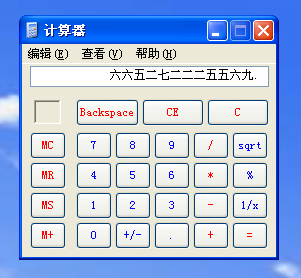 计算器
编辑(E) 查看(V) 帮助(H)
六六五二七二二二五五六九.
Backspace CE C
MC 7 8 9 / sqrt
MR 4 5 6 * %
MS 1 2 3 - 1/x
M+ 0 +/- . + =